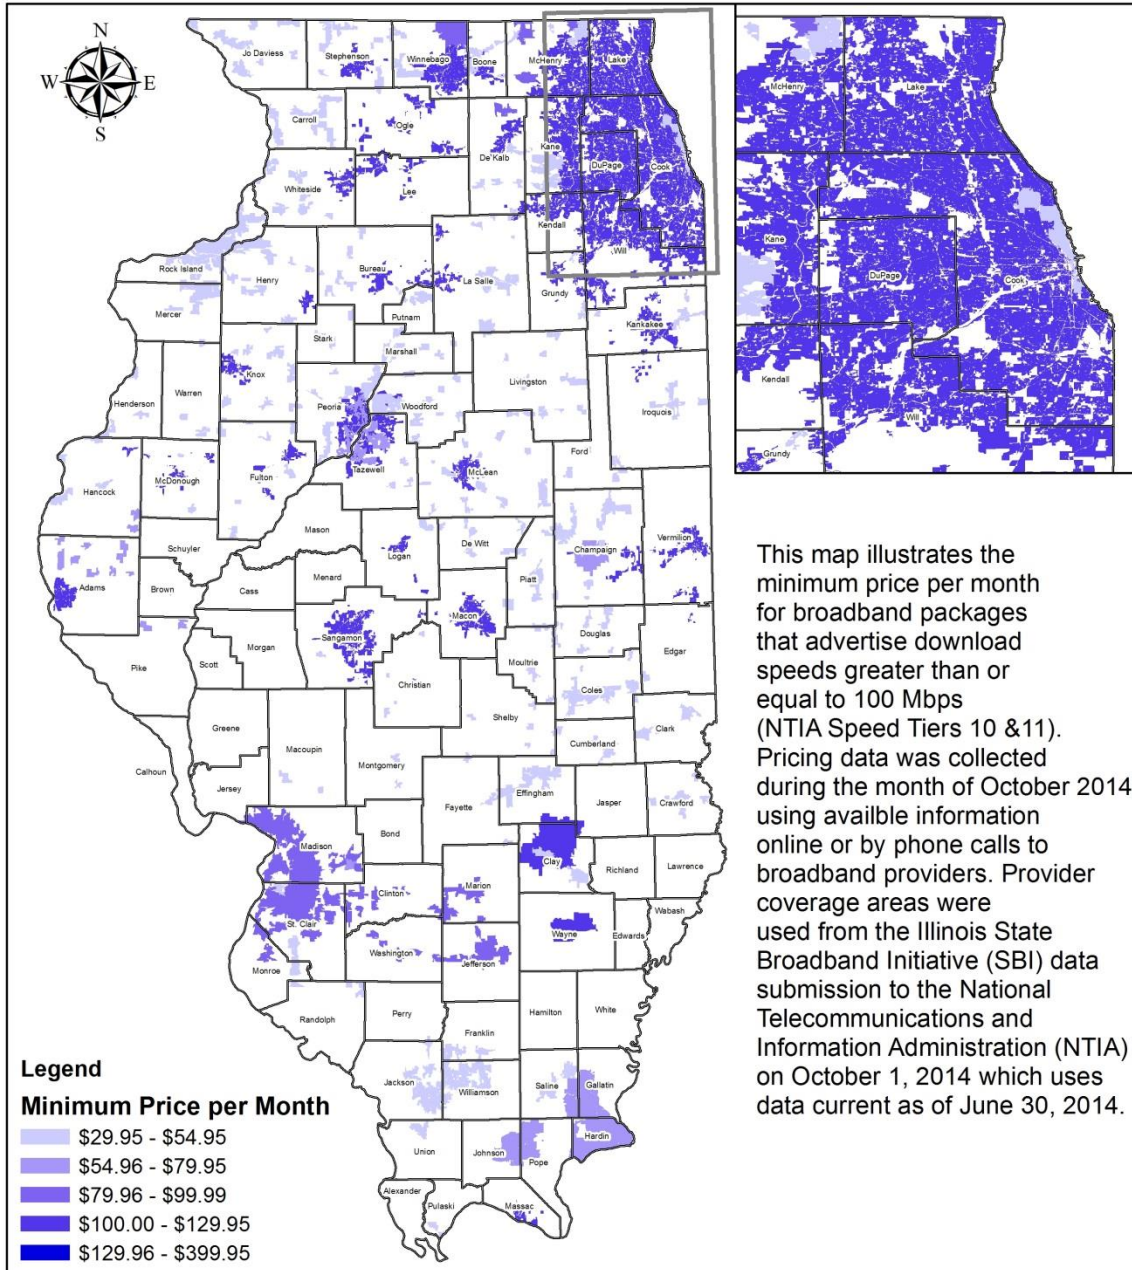 N
W
E
S
Jo Daviess
Stephenson
Winnebago
Boone
McHenry
Lake
Carroll
Ogle
De Kalb
Kane
DuPage
Cook
Whiteside
Lee
Kendall
Will
Rock Island
Henry
Bureau
La Salle
Grundy
Mercer
Putnam
Kankakee
Stark
Marshall
Knox
Livingston
Henderson
Warren
Peoria
Woodford
Iroquois
Hancock
McDonough
Fulton
Tazewell
McLean
Ford
Mason
Schuyler
Logan
De Witt
Champaign
Vermilion
Adams
Brown
Cass
Menard
Piatt
Macon
Sangamon
Douglas
Edgar
Pike
Scott
Morgan
Christian
Moultrie
Coles
Greene
Shelby
Clark
Macoupin
Cumberland
Calhoun
Montgomery
Jersey
Effingham
Fayette
Jasper
Crawford
Madison
Bond
Clay
Richland
Lawrence
Clinton
Marion
St. Clair
Wayne
Edwards
Wabash
Washington
Jefferson
Monroe
Randolph
Perry
Hamilton
White
Franklin
Jackson
Williamson
Saline
Gallatin
Union
Johnson
Pope
Hardin
Alexander
Pulaski
Massac
McHenry
Lake
Kane
DuPage
Cook
Kendall
Will
Grundy
This map illustrates the
minimum price per month
for broadband packages
that advertise download
speeds greater than or
equal to 100 Mbps
(NTIA Speed Tiers 10 &11).
Pricing data was collected
during the month of October 2014
using availble information
online or by phone calls to
broadband providers. Provider
coverage areas were
used from the Illinois State
Broadband Initiative (SBI) data
submission to the National
Telecommunications and
Information Administration (NTIA)
on October 1, 2014 which uses
data current as of June 30, 2014.
Legend
Minimum Price per Month
$29.95 - $54.95
$54.96 - $79.95
$79.96 - $99.99
$100.00 - $129.95
$129.96 - $399.95